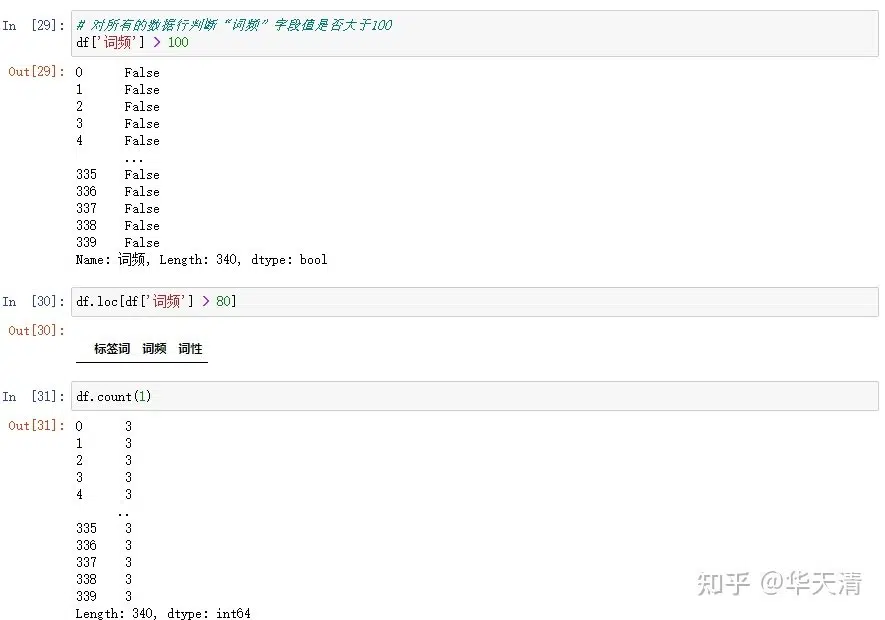 In [29]: # 对所有的数据行判断“词频”字段值是否大于100
df['词频'] > 100
Out[29]: 0 False
1 False
2 False
3 False
4 False
...
335 False
336 False
337 False
338 False
339 False
Name: 词频, Length: 340, dtype: bool
In [30]: df.loc[df['词频'] > 80]
Out[30]:
标签词 词频 词性
In [31]: df.count(1)
Out[31]: 0 3
1 3
2 3
3 3
4 3
..
335 3
336 3
337 3
338 3
339 3
Length: 340, dtype: int64
知乎 @华天清